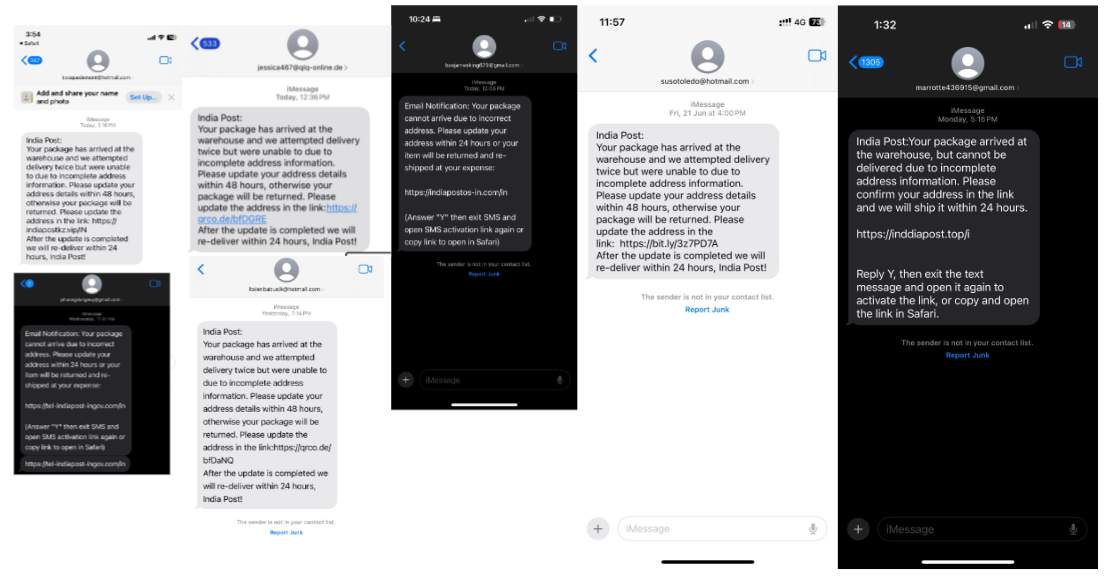 3:54
Safari
347
Add and share your name
and photo
Set Up...
iMessage
Today, 3:16 PM
India Post:
Your package has arrived at the
warehouse and we attempted
delivery twice but were unable
to due to incomplete address
information. Please update your
address details within 48 hours,
otherwise your package will be
returned. Please update the
address in the link: https://
indiapostkz.vip/IN
After the update is completed
we will re-deliver within 24
hours, India Post!
iMessage
Wednesday, 11:31 AM
Email Notification: Your package
cannot arrive due to incorrect
address. Please update your
address within 24 hours or your
item will be returned and re-
shipped at your expense:
https://tel-indiapost-ingov.com/in
(Answer "Y" then exit SMS and
open SMS activation link again or
copy link to open in Safari)
https://tel-indiapost-ingov.com/in
533
jessica467@qlq-online.de
iMessage
Today, 12:36 PM
India Post:
Your package has arrived at the
warehouse and we attempted delivery
twice but were unable to due to
incomplete address information.
Please update your address details
within 48 hours, otherwise your
package will be returned. Please
update the address in the link:https://
qrco.de/bfDGRE
After the update is completed we will
re-deliver within 24 hours, India Post!
italenbabusik@hotmail.com
iMessage
Yesterday, 7:14 PM
India Post:
Your package has arrived at the
warehouse and we attempted
delivery twice but were unable to
due to incomplete address
information. Please update your
address details within 48 hours,
otherwise your package will be
returned. Please update the
address in the link:https://qrco.de/
bfDaNQ
After the update is completed we
will re-deliver within 24 hours,
India Post!
The sender is not in your contact list.
Report Junk
10:24
iMessage
Today, 12:08 PM
Email Notification: Your package
cannot arrive due to incorrect
address. Please update your
address within 24 hours or your
item will be returned and re-
shipped at your expense:
https://indiapostos-in.com/in
(Answer "Y" then exit SMS and
open SMS activation link again or
copy link to open in Safari)
The sender is not in your contact list.
Report Junk
iMessage
11:57
4G
73
susotoledo@hotmail.com
iMessage
Fri, 21 Jun at 4:00 PM
India Post:
Your package has arrived at the
warehouse and we attempted delivery
twice but were unable to due to
incomplete address information.
Please update your address details
within 48 hours, otherwise your
package will be returned. Please
update the address in the
link: https://bit.ly/3z7PD7A
After the update is completed we will
re-deliver within 24 hours, India Post!
The sender is not in your contact list.
Report Junk
iMessage
1:32
14
1305
marrotte436915@gmail.com
iMessage
Monday, 5:16 PM
India Post:Your package arrived at
the warehouse, but cannot be
delivered due to incomplete
address information. Please
confirm your address in the link
and we will ship it within 24 hours.
https://inddiapost.top/i
Reply Y, then exit the text
message and open it again to
activate the link, or copy and open
the link in Safari.
The sender is not in your contact list.
Report Junk
iMessage